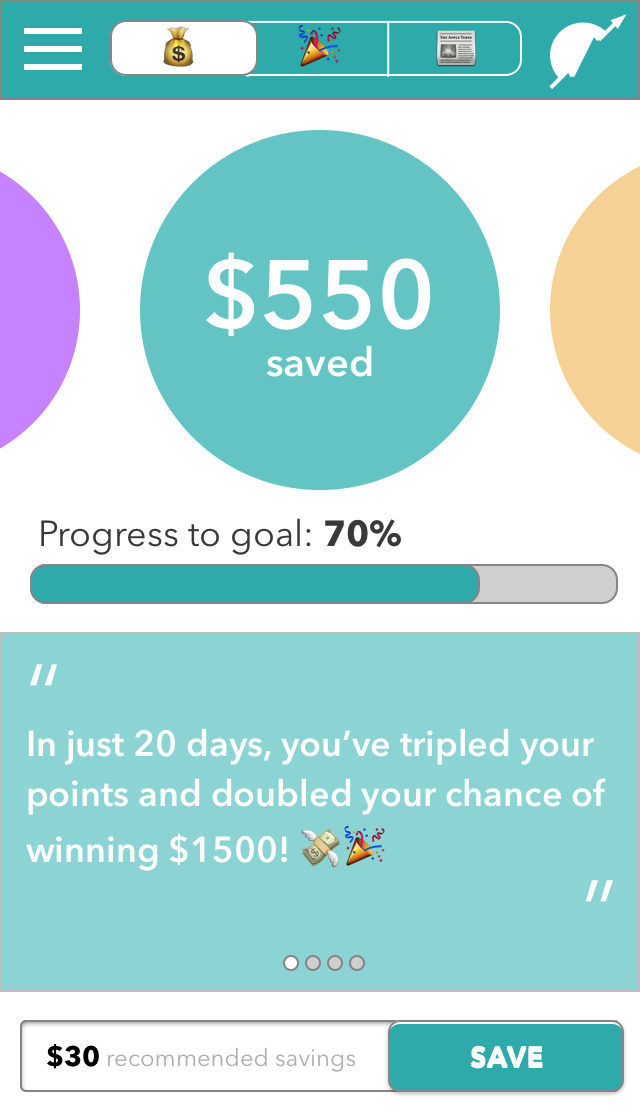 $550
saved
Progress to goal: 70%
"
In just 20 days, you’ve tripled your
points and doubled your chance of
winning $1500! 💸🎉
"
$30 recommended savings
SAVE